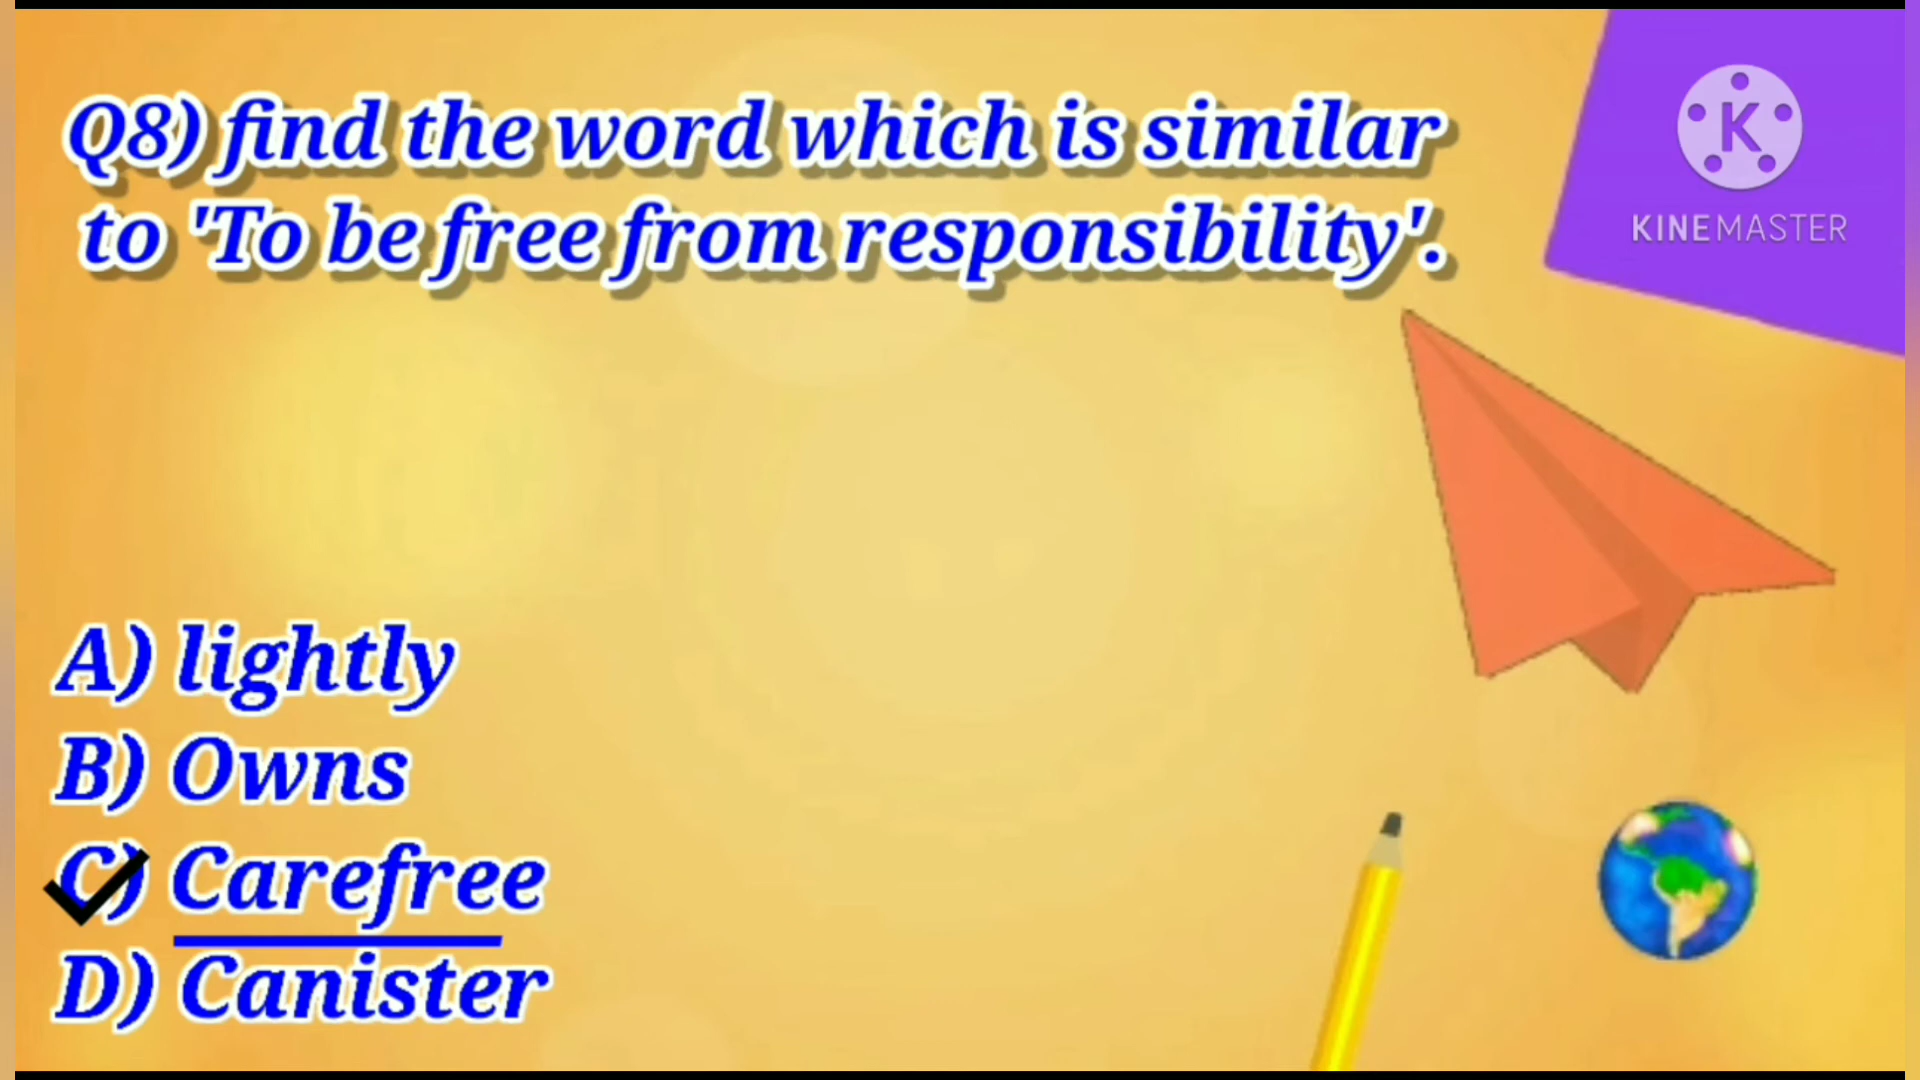 Q8) find the word which is similar
to 'To be free from responsibility'.
K
KINEMASTER
A) lightly
B) Owns
C) Carefree
D) Canister